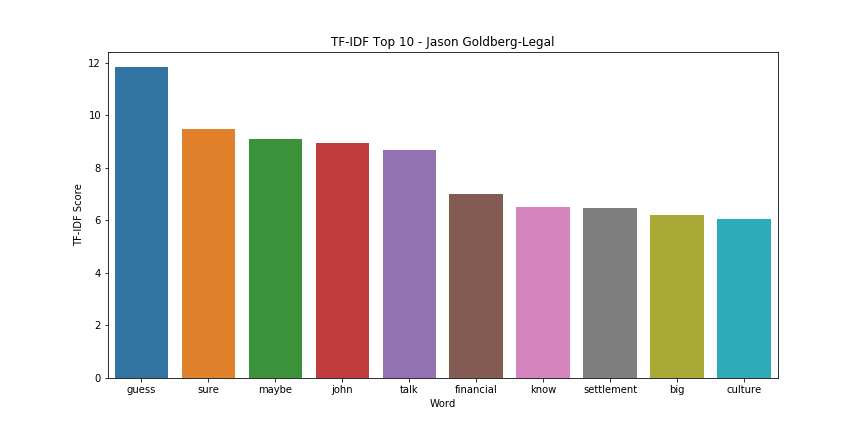 TF-IDF Top 10 - Jason Goldberg-Legal
12
10
8
6
4
2
0
TF-IDF Score
guess sure maybe john talk financial know settlement big culture
Word